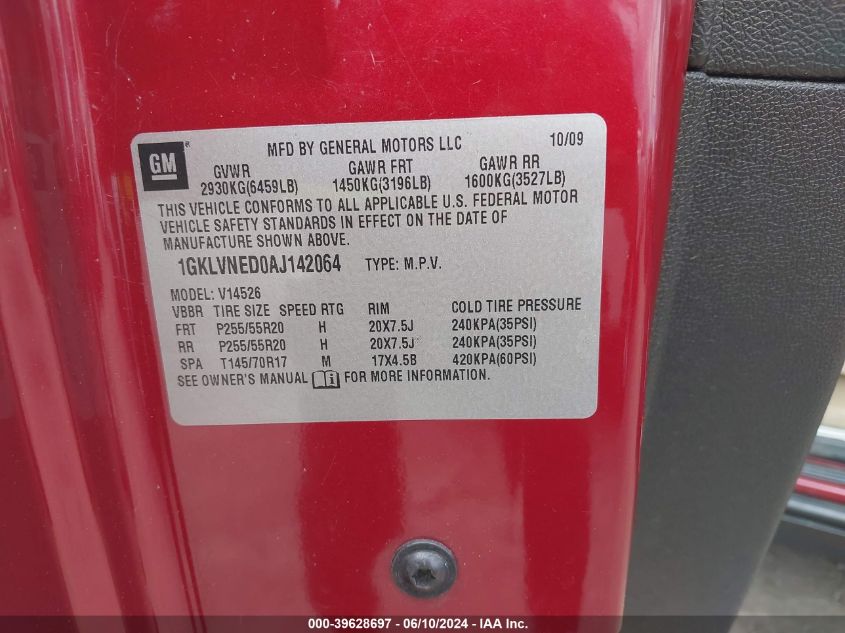 GM
MFD BY GENERAL MOTORS LLC 10/09
GVWR GAWR FRT GAWR RR
2930KG(6459LB) 1450KG(3196LB) 1600KG(3527LB)
THIS VEHICLE CONFORMS TO ALL APPLICABLE U.S. FEDERAL MOTOR
VEHICLE SAFETY STANDARDS IN EFFECT ON THE DATE OF
MANUFACTURE SHOWN ABOVE.
1GKLVNED0AJ142064 TYPE: M.P.V.
MODEL: V14526
VBBR TIRE SIZE SPEED RTG RIM COLD TIRE PRESSURE
FRT P255/55R20 H 20X7.5J 240KPA(35PSI)
RR P255/55R20 H 20X7.5J 240KPA(35PSI)
SPA T145/70R17 M 17X4.5B 420KPA(60PSI)
SEE OWNER'S MANUAL i FOR MORE INFORMATION.
000-39628697 - 06/10/2024 - IAA Inc.